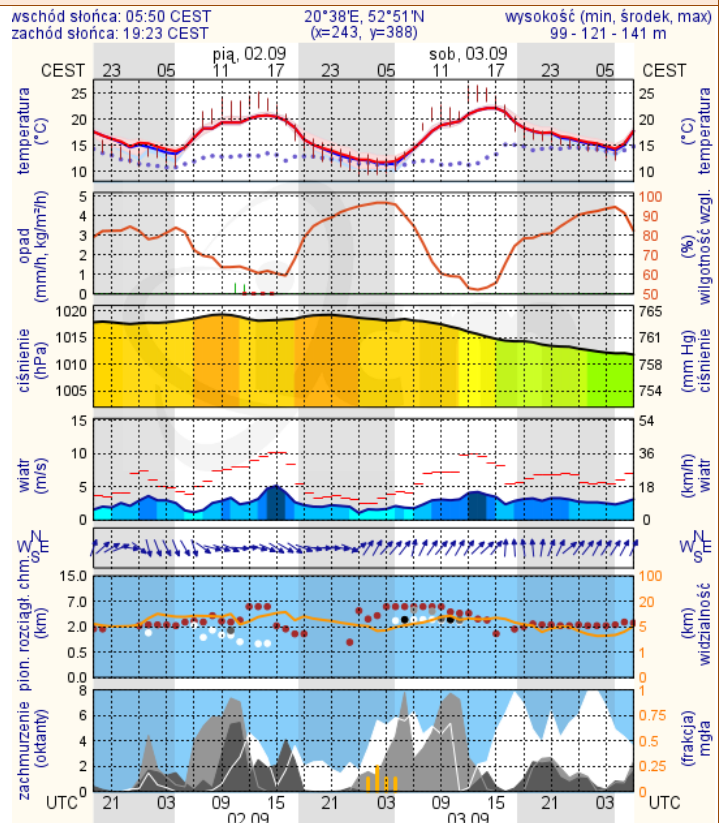 wschód słońca: 05:50 CEST
zachód słońca: 19:23 CEST
20°38'E, 52°51'N
(x=243, y=388)
wysokość (min, środek, max)
99 - 121 - 141 m
pią, 02.09 sob, 03.09
CEST 23 05 11 17 23 05 11 17 23 05 CEST
temperatura
(°C)
25
20
15
10
25
20
15
10
(°C)
temperatura
opad
(mm/h, kg/m²/h)
5
4
3
2
1
0
100
90
80
70
60
50
(%)
wilgotność wzgl.
ciśnienie
(hPa)
1020
1015
1010
1005
765
761
758
754
(mm Hg)
ciśnienie
wiatr
(m/s)
15
10
5
0
54
36
18
0
(km/h)
wiatr
N
W E
S
N
W E
S
pion. rozciągł. chm.
(km)
15.0
7.0
2.0
0.5
0.0
100
20
5
1
0
(km)
widzialność
zachmurzenie
(oktanty)
8
6
4
2
0
1
0.75
0.5
0.25
0
(frakcja)
mgła
UTC 21 03 09 15 21 03 09 15 21 03 UTC
02.09 03.09